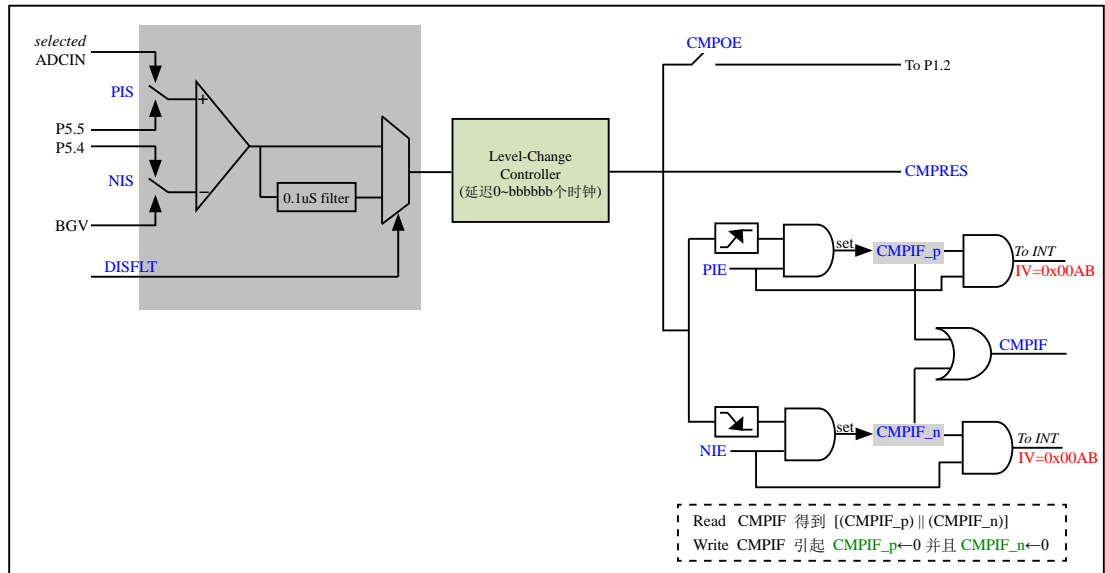 selected
ADCIN
PIS
P5.5
P5.4
NIS
BGV
DISFLT
+
−
0.1uS filter
Level-Change
Controller
(延迟0~bbbbbb个时钟)
CMPOE
To P1.2
CMPRES
PIE
set
CMPIF_p
To INT
IV=0x00AB
CMPIF
NIE
set
CMPIF_n
To INT
IV=0x00AB
Read CMPIF 得到 [(CMPIF_p) || (CMPIF_n)]
Write CMPIF 引起 CMPIF_p←0 并且 CMPIF_n←0